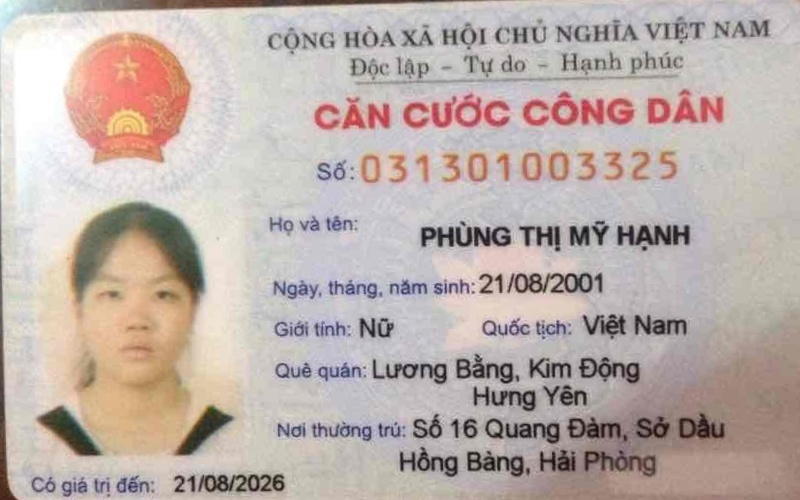 CỘNG HÒA XÃ HỘI CHỦ NGHĨA VIỆT NAM
Độc lập - Tự do - Hạnh phúc
CĂN CƯỚC CÔNG DÂN
Số: 031301003325
Họ và tên: PHÙNG THỊ MỸ HẠNH
Ngày, tháng, năm sinh: 21/08/2001
Giới tính: Nữ Quốc tịch: Việt Nam
Quê quán: Lương Bằng, Kim Động
Hưng Yên
Nơi thường trú: Số 16 Quang Đàm, Sở Dầu
Hồng Bàng, Hải Phòng
Có giá trị đến: 21/08/2026